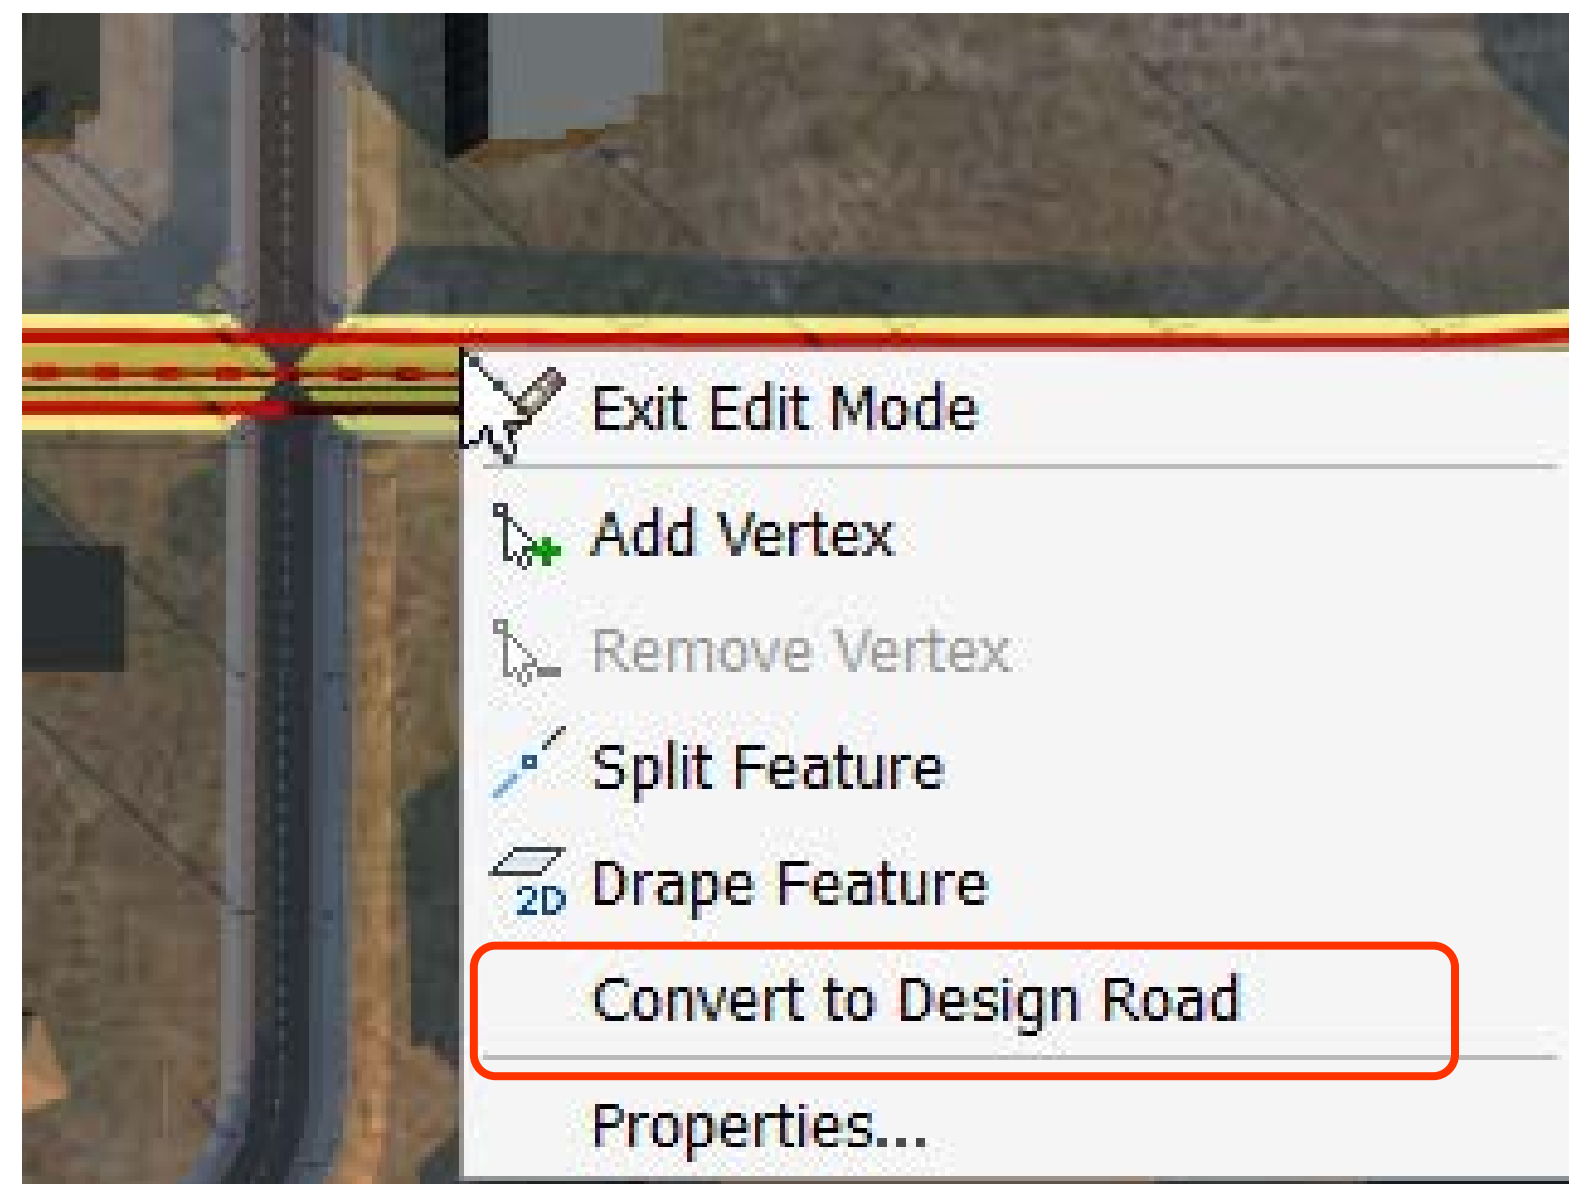 Exit Edit Mode
Add Vertex
Remove Vertex
Split Feature
2D Drape Feature
Convert to Design Road
Properties...